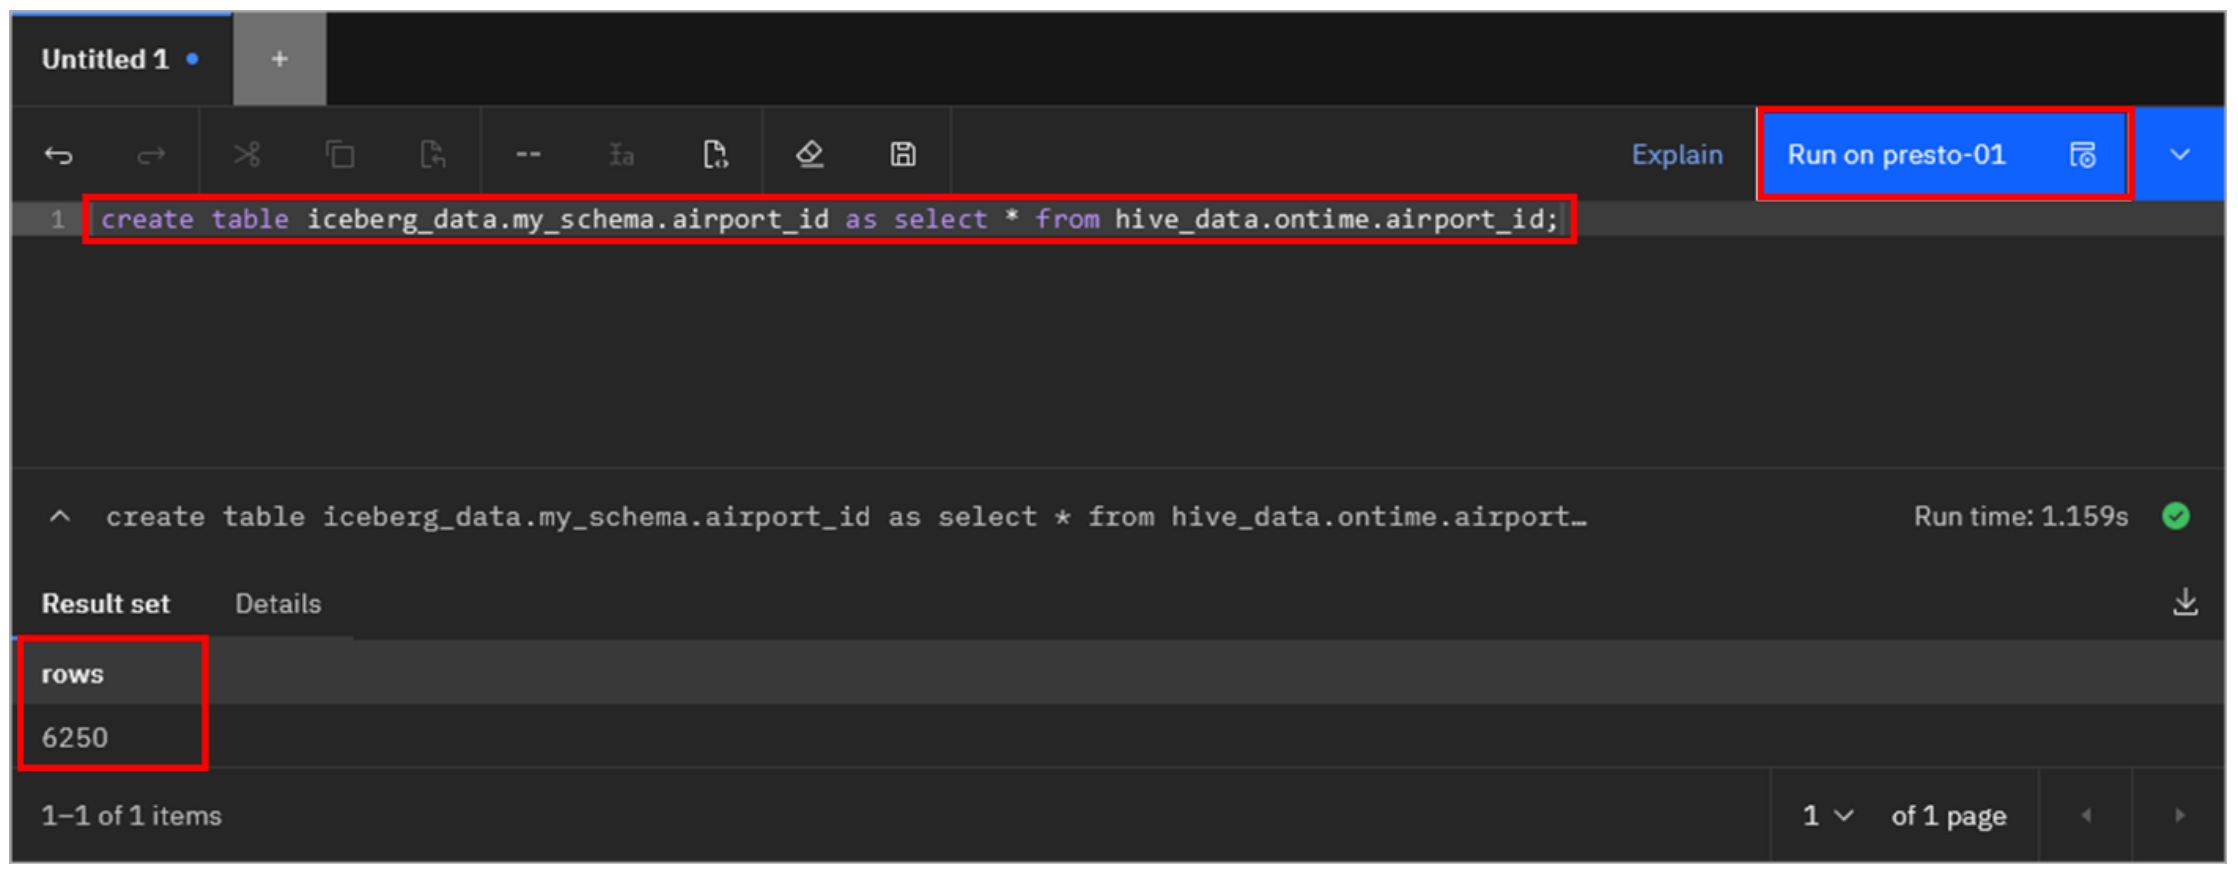 Untitled 1 +
-- Ia Explain Run on presto-01
1 create table iceberg_data.my_schema.airport_id as select * from hive_data.ontime.airport_id;
create table iceberg_data.my_schema.airport_id as select * from hive_data.ontime.airport… Run time: 1.159s
Result set Details
rows
6250
1–1 of 1 items 1 of 1 page